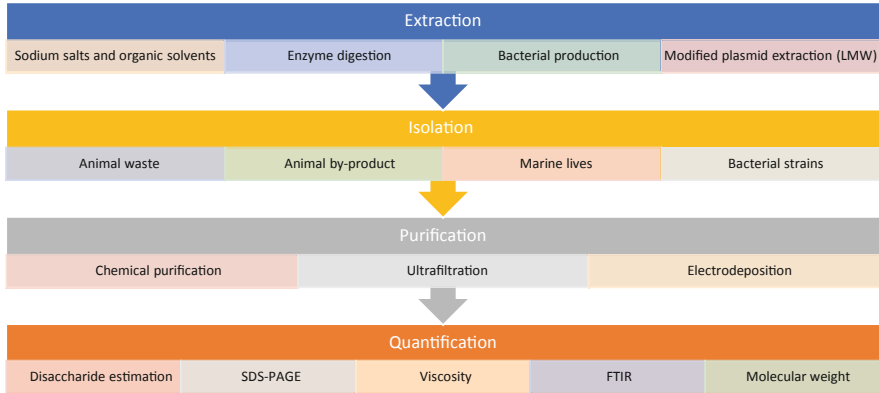 Extraction
Sodium salts and organic solvents
Enzyme digestion
Bacterial production
Modified plasmid extraction (LMW)
Isolation
Animal waste
Animal by-product
Marine lives
Bacterial strains
Purification
Chemical purification
Ultrafiltration
Electrodeposition
Quantification
Disaccharide estimation
SDS-PAGE
Viscosity
FTIR
Molecular weight